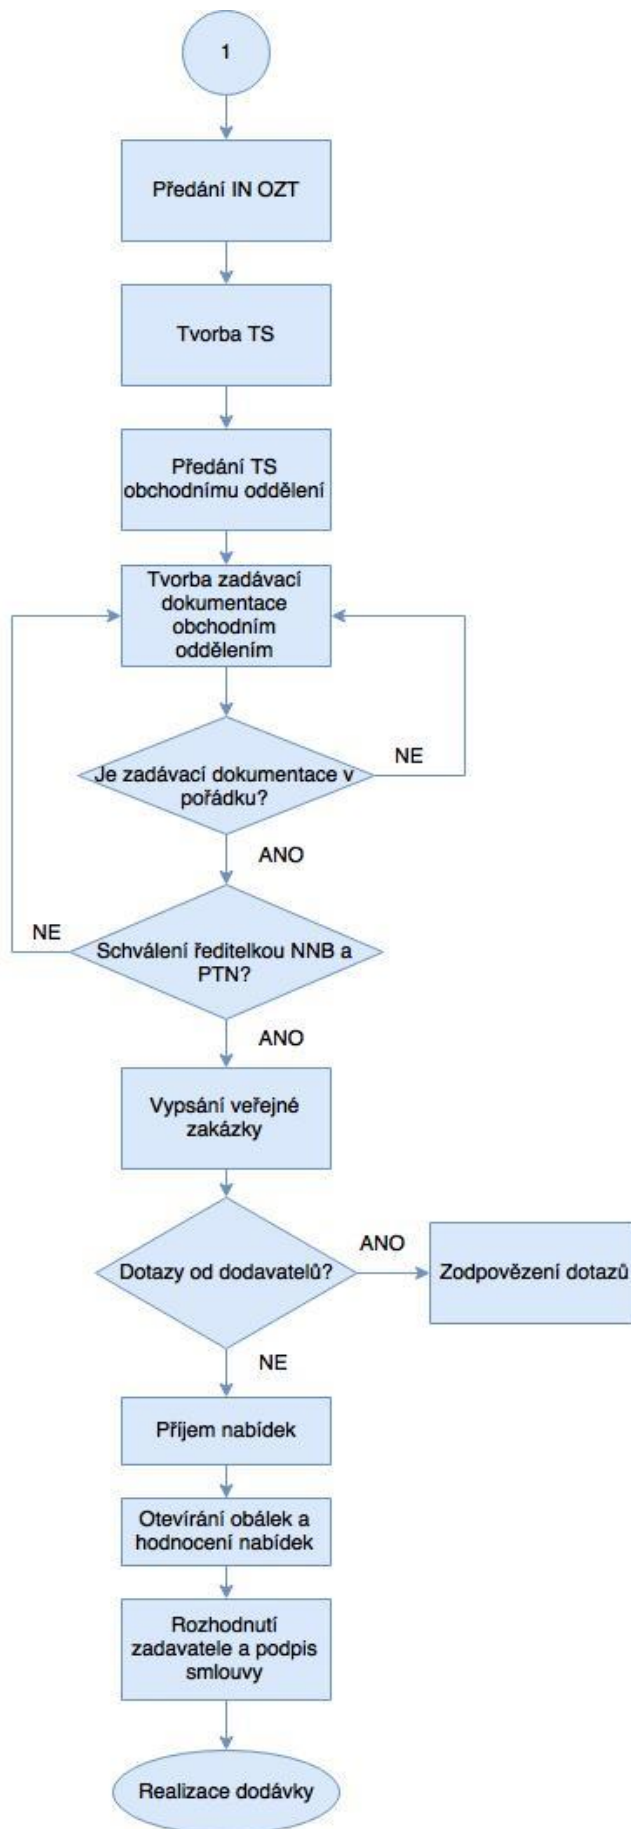 1
Předání IN OZT
Tvorba TS
Předání TS
obchodnímu oddělení
Tvorba zadávací
dokumentace
obchodním
oddělením
Je zadávací dokumentace v
pořádku?
NE
ANO
NE
Schválení ředitelkou NNB a
PTN?
ANO
Vypsání veřejné
zakázky
Dotazy od dodavatelů?
ANO
Zodpovězení dotazů
NE
Příjem nabídek
Otevírání obálek a
hodnocení nabídek
Rozhodnutí
zadavatele a podpis
smlouvy
Realizace dodávky